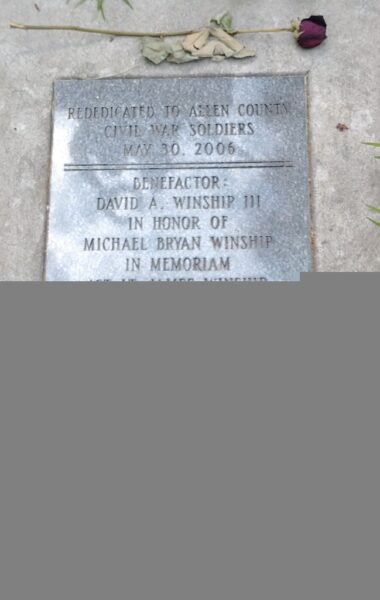 REDEDICATED TO ALLEN COUNTY
CIVIL WAR SOLDIERS
MAY 30, 2006
BENEFACTOR:
DAVID A. WINSHIP III
IN HONOR OF
MICHAEL BRYAN WINSHIP
IN MEMORIAM
WINSHIP